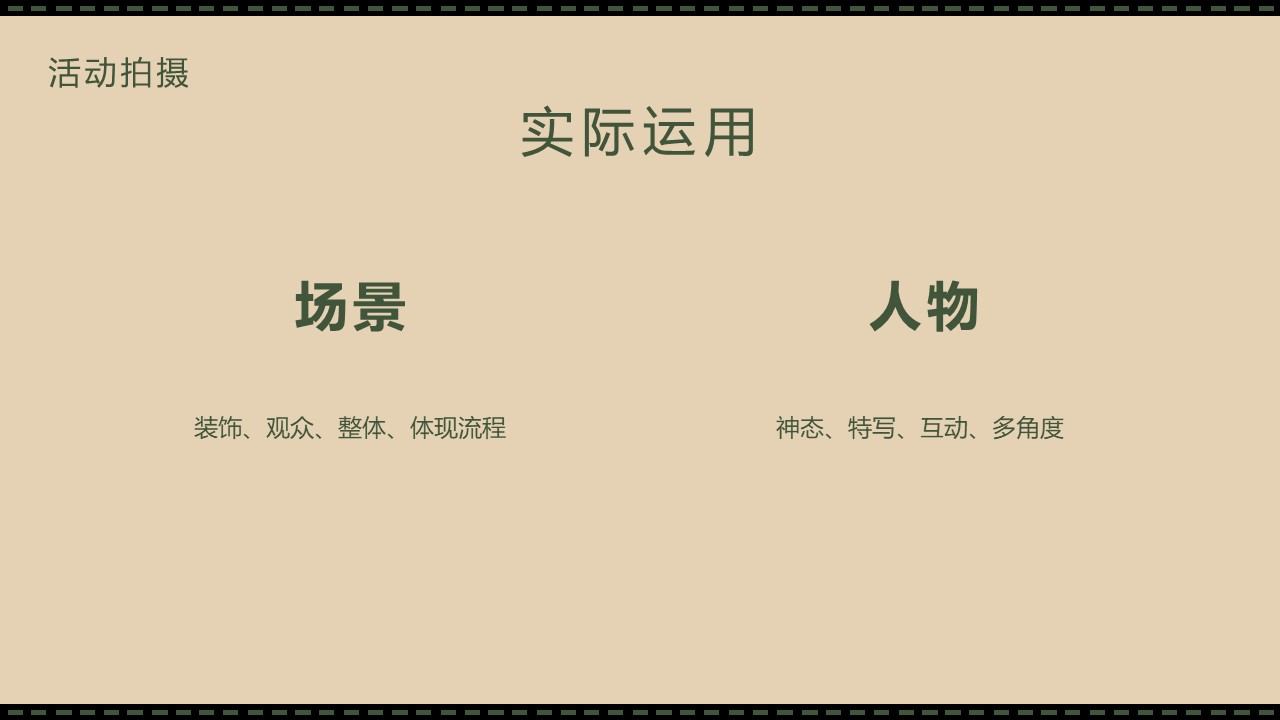 活动拍摄
实际运用
场景
人物
装饰、观众、整体、体现流程
神态、特写、互动、多角度